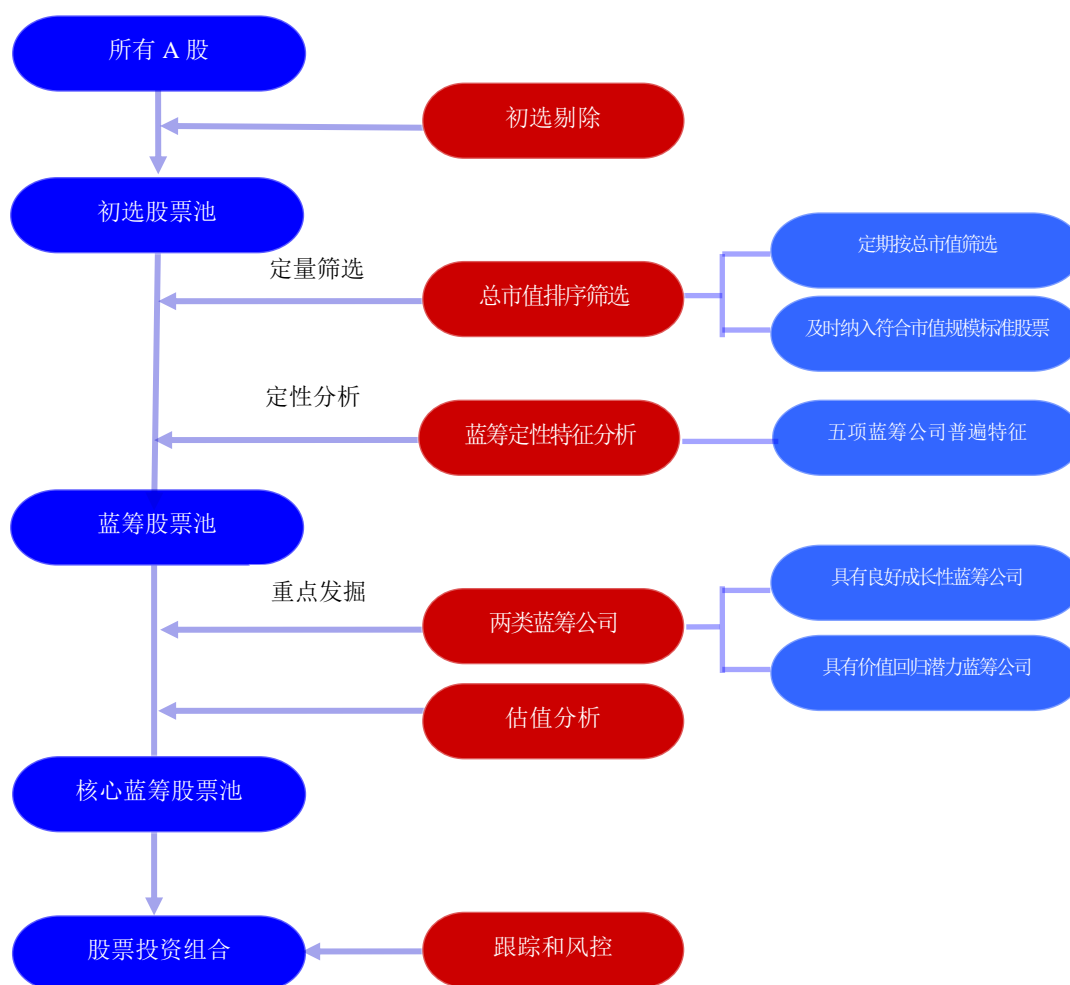 所有 A 股
初选剔除
初选股票池
定量筛选
总市值排序筛选
定期按总市值筛选
及时纳入符合市值规模标准股票
定性分析
蓝筹定性特征分析
五项蓝筹公司普遍特征
蓝筹股票池
重点发掘
两类蓝筹公司
具有良好成长性蓝筹公司
具有价值回归潜力蓝筹公司
估值分析
核心蓝筹股票池
股票投资组合
跟踪和风控